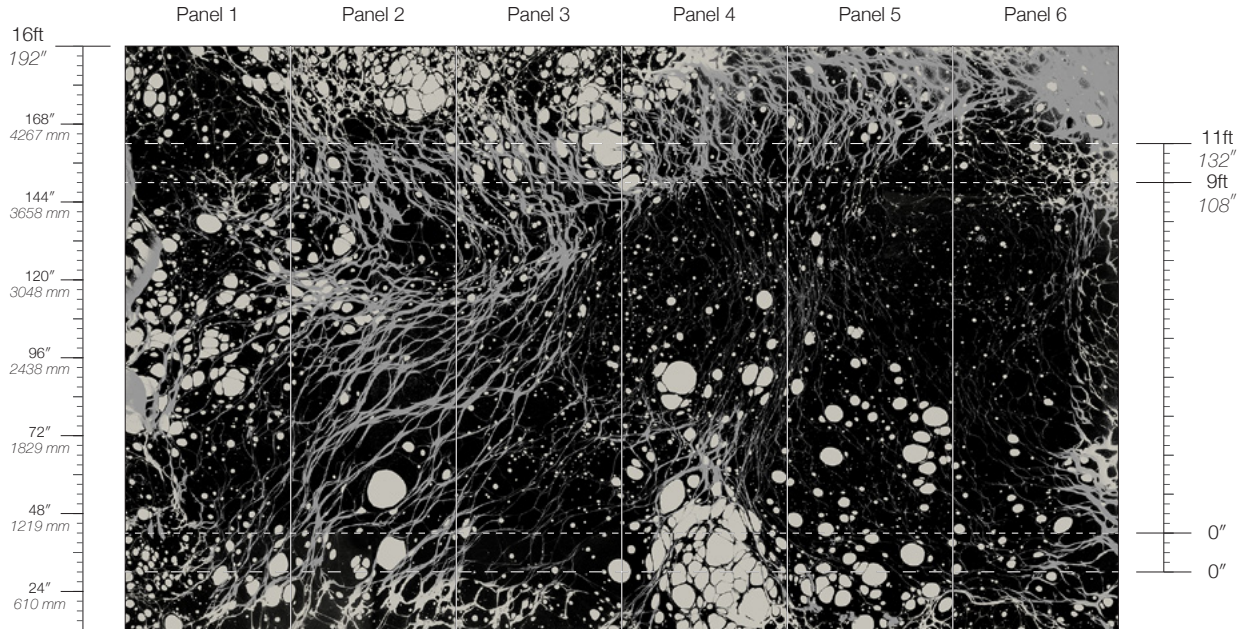 Panel 1 Panel 2 Panel 3 Panel 4 Panel 5 Panel 6
16ft
192″
168″
4267 mm
144″
3658 mm
120″
3048 mm
96″
2438 mm
72″
1829 mm
48″
1219 mm
24″
610 mm
11ft
132″
9ft
108″
0″
0″